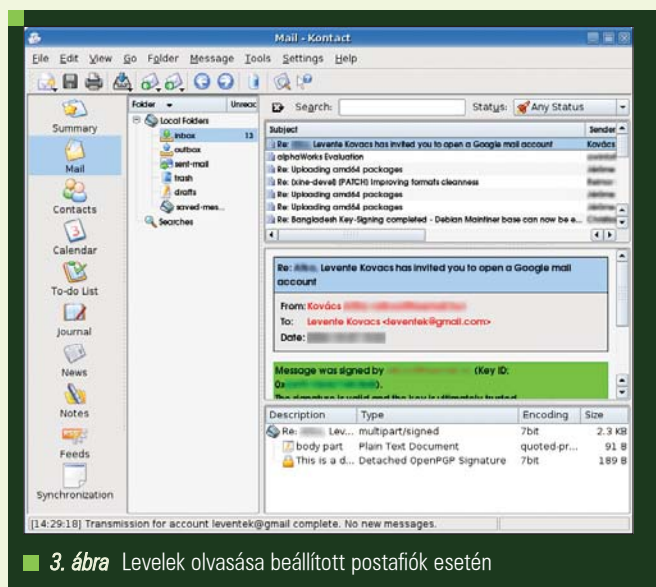 Mail - Kontact
File Edit View Go Folder Message Tools Settings Help
Summary
Mail
Contacts
Calendar
To-do List
Journal
News
Notes
Feeds
Synchronization
Folder Unread
Local Folders
inbox 13
outbox
sent-mail
trash
drafts
saved-mes...
Searches
Search: Status: Any Status
Subject Sender
Re: Levente Kovacs has invited you to open a Google mail account Kovács
alphaWorks Evaluation
Re: Uploading amd64 packages
Re: [xine-devel] [PATCH] Improving formats cleanness
Re: Uploading amd64 packages
Re: Uploading amd64 packages
Re: Bangladesh Key-Signing completed - Debian Maintiner base can now be e...
Re: Levente Kovacs has invited you to open a Google mail
account
From: Kovács
To: Levente Kovacs <leventek@gmail.com>
Date:
Message was signed by (Key ID:
0x ).
The signature is valid and the key is ultimately trusted.
Description Type Encoding Size
Re: Lev... multipart/signed 7bit 2.3 KB
body part Plain Text Document quoted-pr... 91 B
This is a d... Detached OpenPGP Signature 7bit 189 B
[14:29:18] Transmission for account leventek@gmail complete. No new messages.
3. ábra Levelek olvasása beállított postafiók esetén